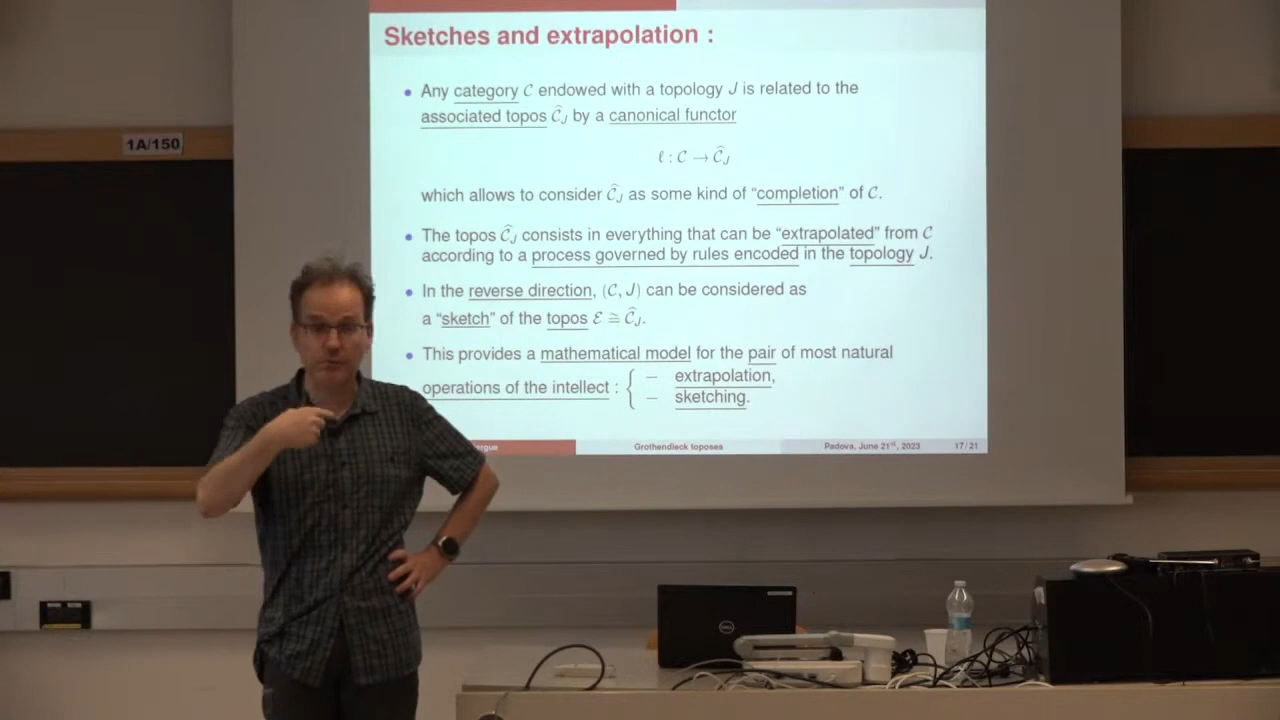 Sketches and extrapolation :
1A/150
• Any category 𝒞 endowed with a topology J is related to the
associated topos 𝒞̂_J by a canonical functor
ℓ : 𝒞 → 𝒞̂_J
which allows to consider 𝒞̂_J as some kind of “completion” of 𝒞.
• The topos 𝒞̂_J consists in everything that can be “extrapolated” from 𝒞
according to a process governed by rules encoded in the topology J.
• In the reverse direction, (𝒞, J) can be considered as
a “sketch” of the topos ℰ ≅ 𝒞̂_J.
• This provides a mathematical model for the pair of most natural
operations of the intellect : { – extrapolation,
– sketching.
Grothendieck toposes Padova, June 21st, 2023 17 / 21
DELL